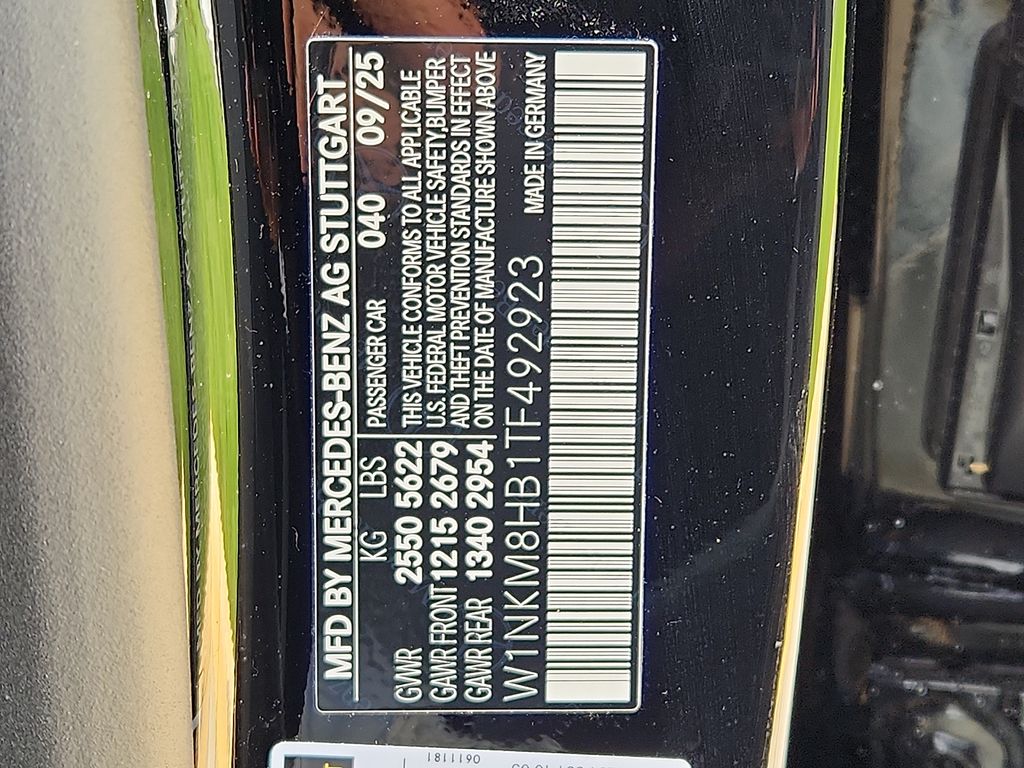 MFD BY MERCEDES-BENZ AG STUTTGART
KG LBS PASSENGER CAR 040 09/25
GVWR 2550 5622
GAWR FRONT 1215 2679
GAWR REAR 1340 2954
THIS VEHICLE CONFORMS TO ALL APPLICABLE
U.S. FEDERAL MOTOR VEHICLE SAFETY, BUMPER
AND THEFT PREVENTION STANDARDS IN EFFECT
ON THE DATE OF MANUFACTURE SHOWN ABOVE
W1NKM8HB1TF492923 MADE IN GERMANY
0611181